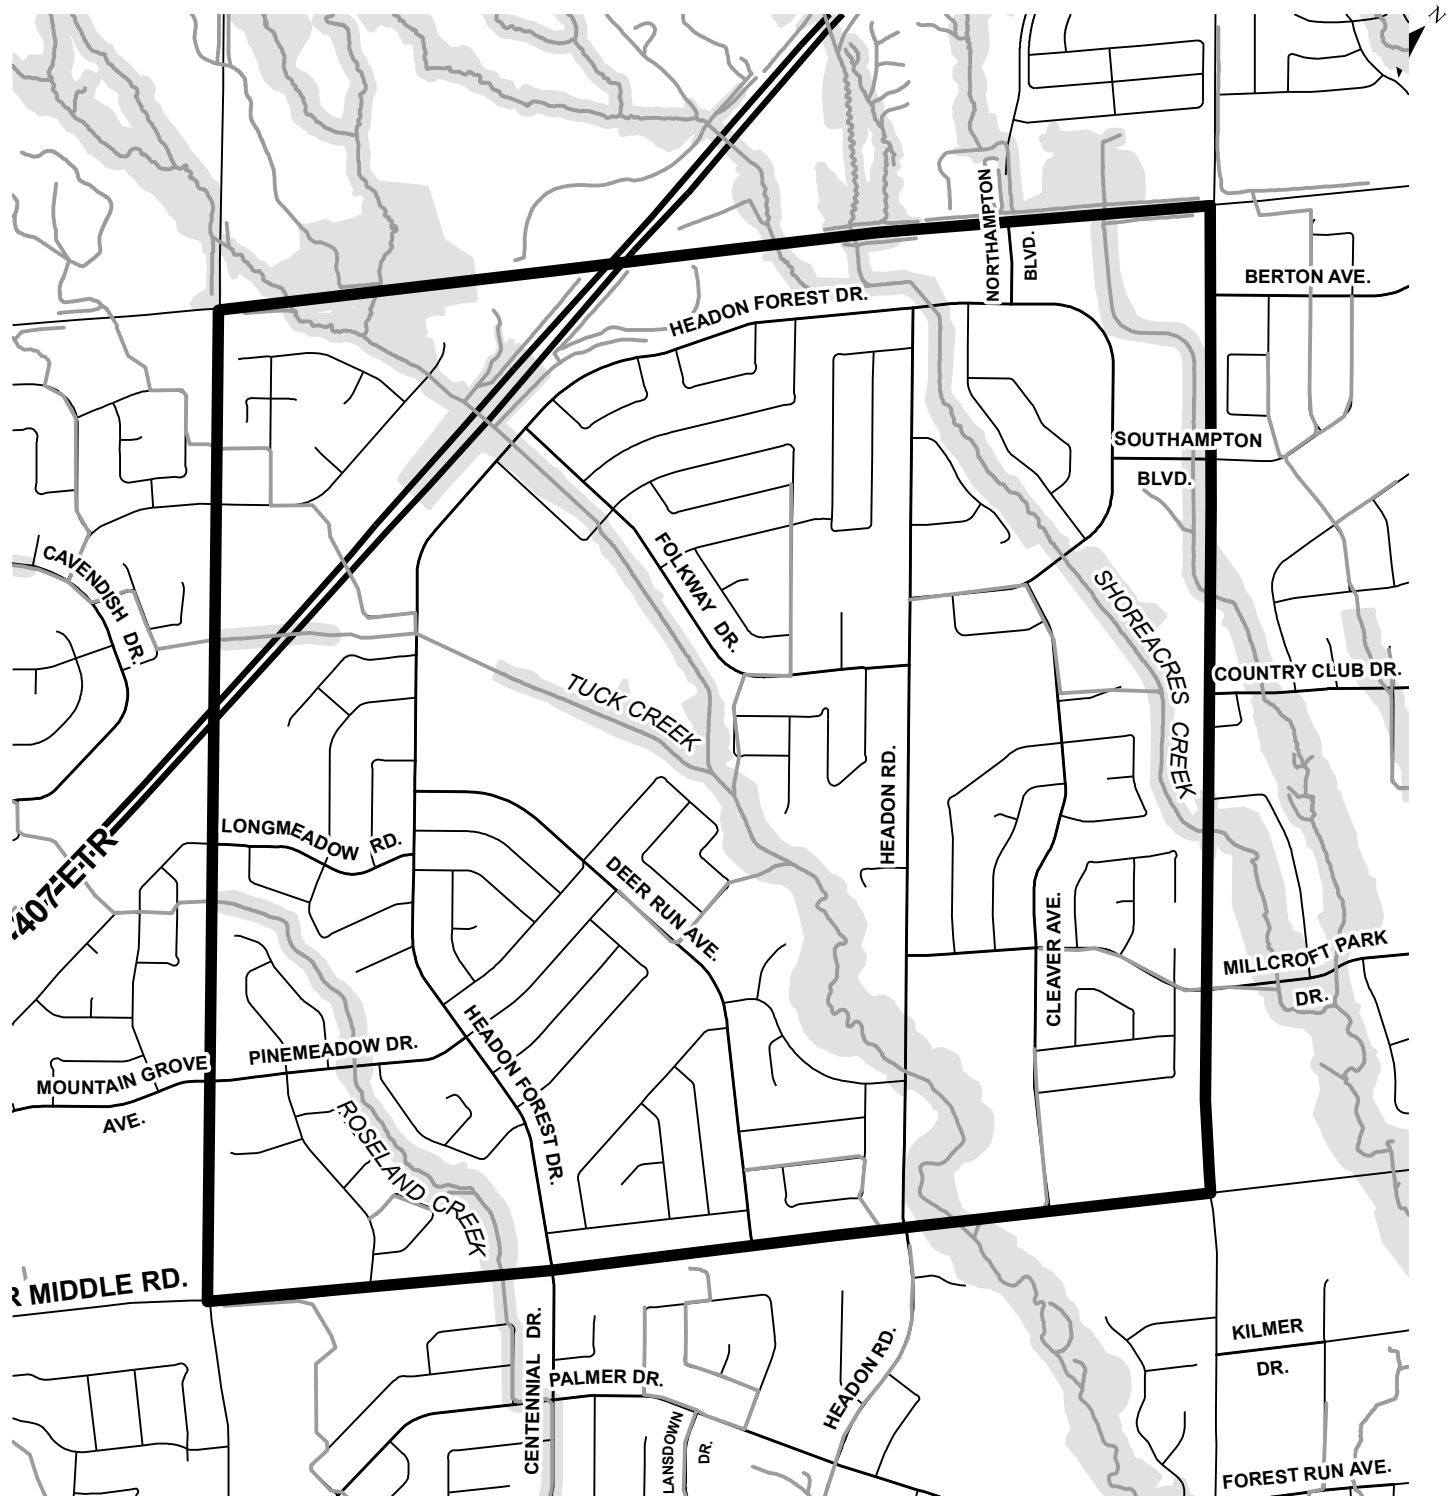 N
NORTHAMPTON
BLVD.
BERTON AVE.
HEADON FOREST DR.
SOUTHAMPTON
BLVD.
CAVENDISH DR.
FOLKWAY DR.
SHOREACRES CREEK
COUNTRY CLUB DR.
TUCK CREEK
HEADON RD.
LONGMEADOW RD.
407-ETR
DEER RUN AVE.
CLEAVER AVE.
MILLCROFT PARK
DR.
HEADON FOREST DR.
PINEMEADOW DR.
MOUNTAIN GROVE
AVE.
ROSELAND CREEK
R MIDDLE RD.
CENTENNIAL DR.
KILMER
DR.
HEADON RD.
PALMER DR.
LANSDOWN
DR.
FOREST RUN AVE.